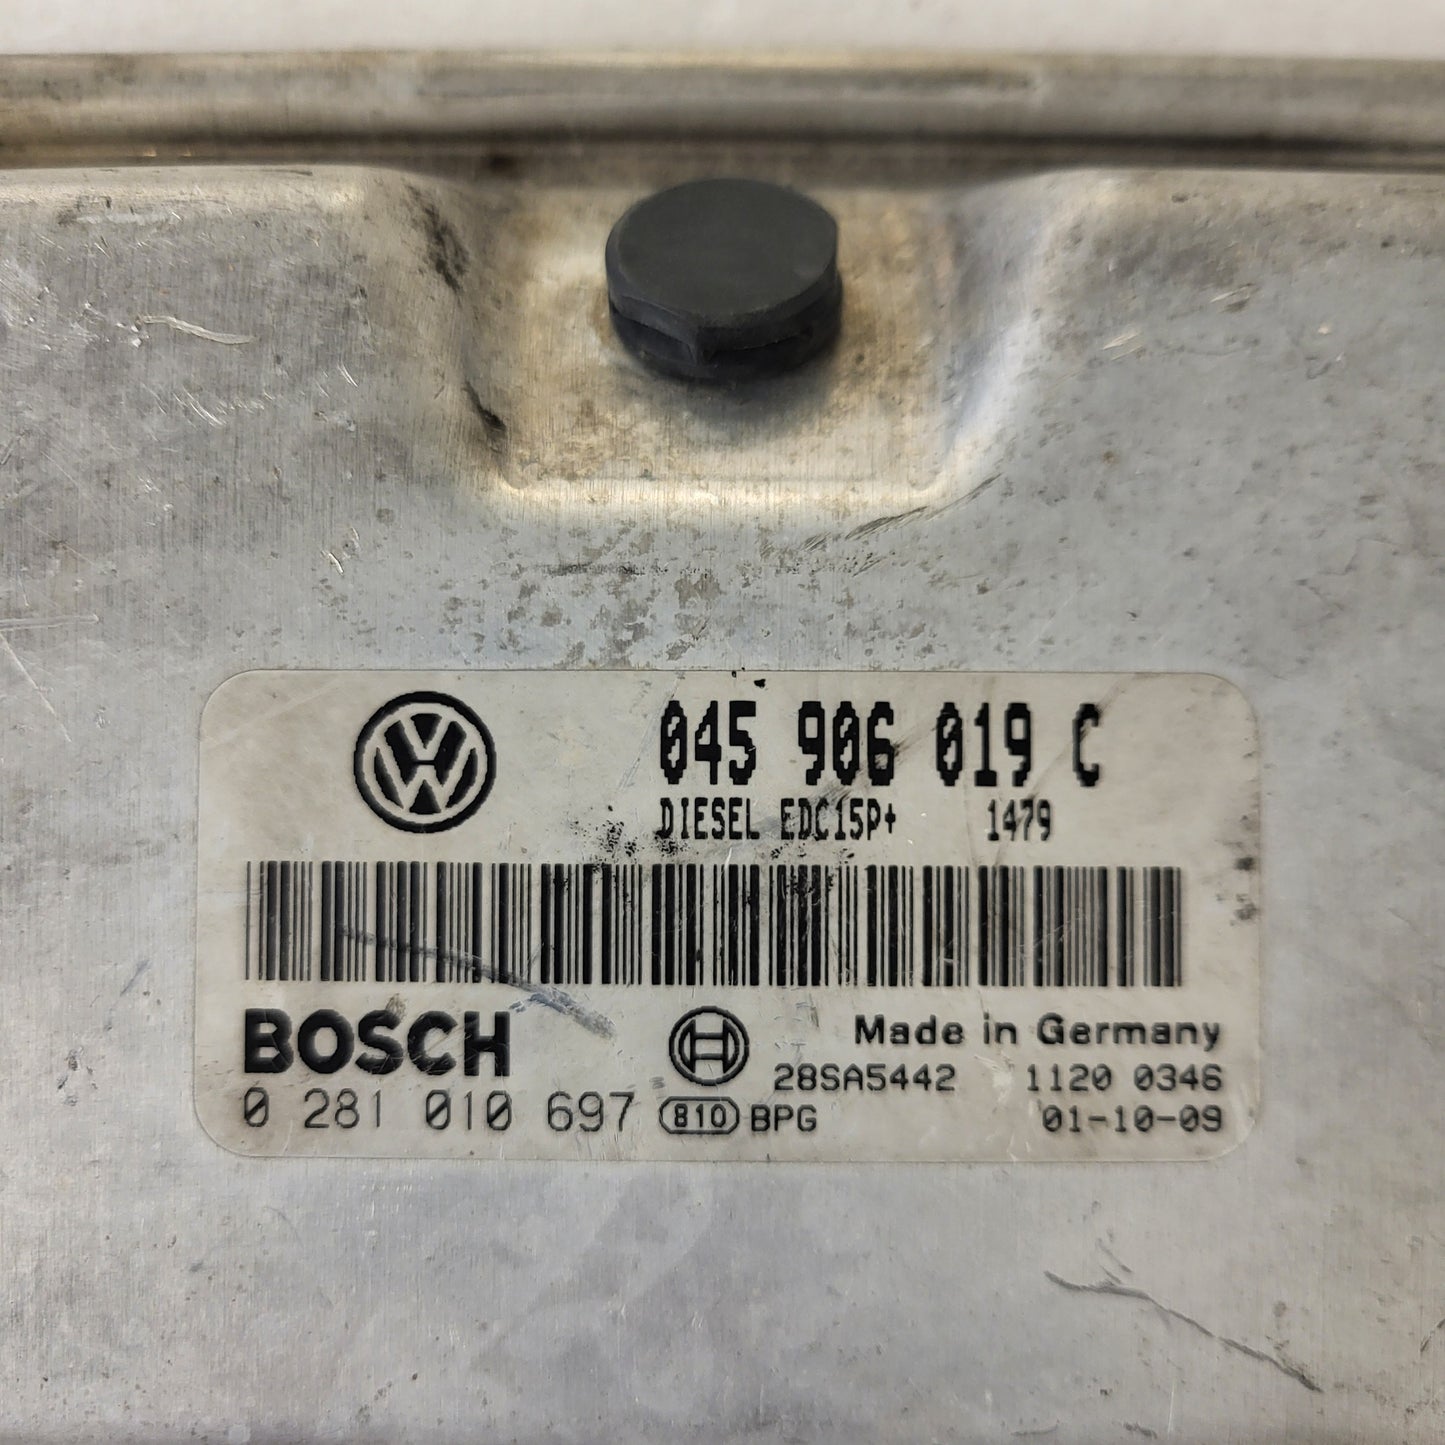 045 906 019 C
DIESEL EDC15P+ 1479
BOSCH
Made in Germany
28SA5442 1120 0346
0 281 010 697 810 BPG 01-10-09